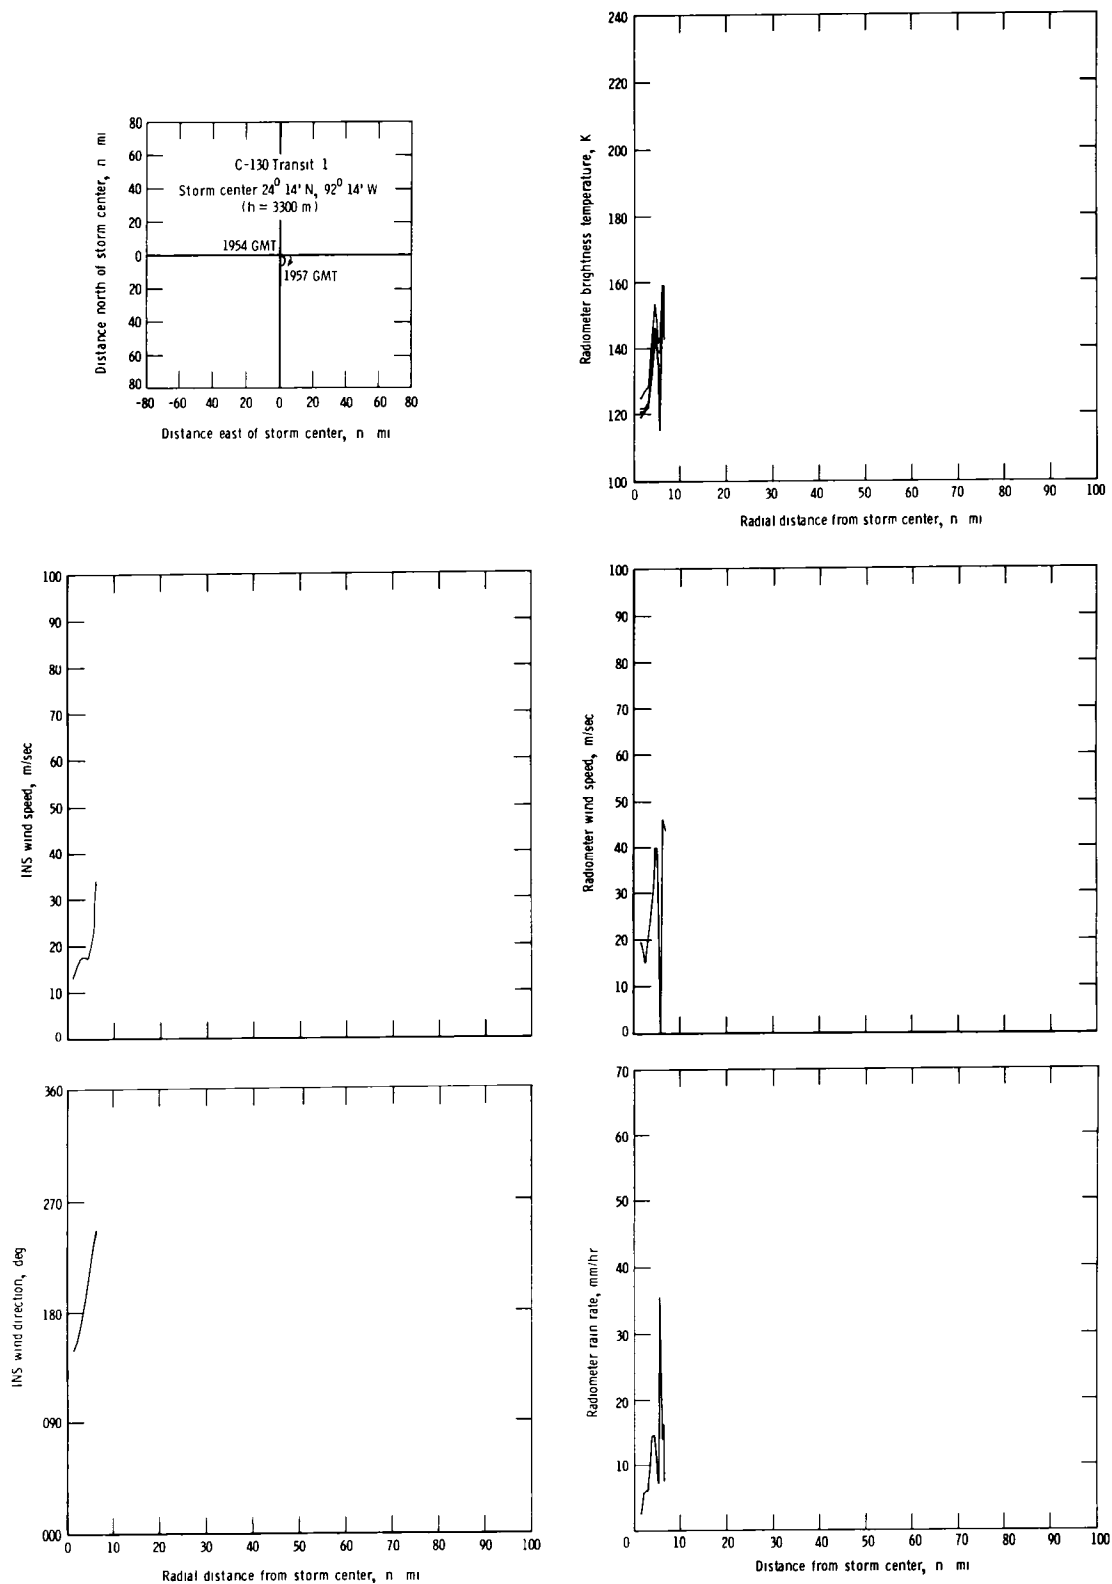 80
60
40
20
0
20
40
60
80
Distance north of storm center, n mi
C-130 Transit 1
Storm center 24° 14' N, 92° 14' W
(h = 3300 m)
1954 GMT
1957 GMT
-80 -60 -40 -20 0 20 40 60 80
Distance east of storm center, n mi
240
220
200
180
160
140
120
100
Radiometer brightness temperature, K
0 10 20 30 40 50 60 70 80 90 100
Radial distance from storm center, n mi
100
90
80
70
60
50
40
30
20
10
0
INS wind speed, m/sec
100
90
80
70
60
50
40
30
20
10
0
Radiometer wind speed, m/sec
360
270
180
090
000
INS wind direction, deg
0 10 20 30 40 50 60 70 80 90 100
Radial distance from storm center, n mi
70
60
50
40
30
20
10
Radiometer rain rate, mm/hr
0 10 20 30 40 50 60 70 80 90 100
Distance from storm center, n mi